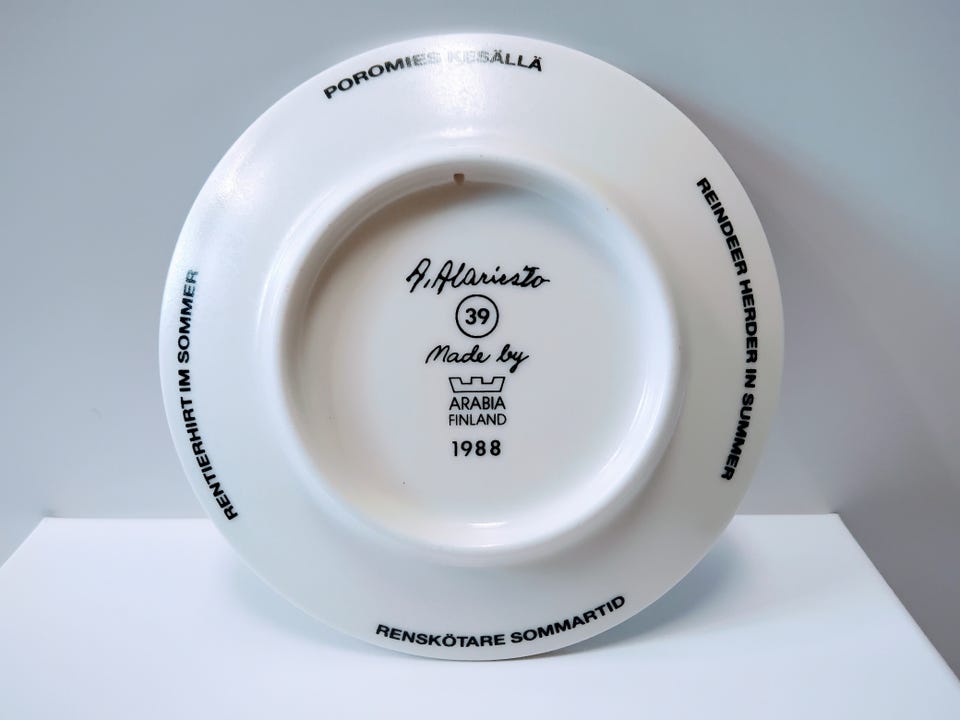 POROMIES KESÄLLÄ
REINDEER HERDER IN SUMMER
RENSKÖTARE SOMMARTID
RENTIERHIRT IM SOMMER
A. Alariesto
39
Made by
ARABIA
FINLAND
1988